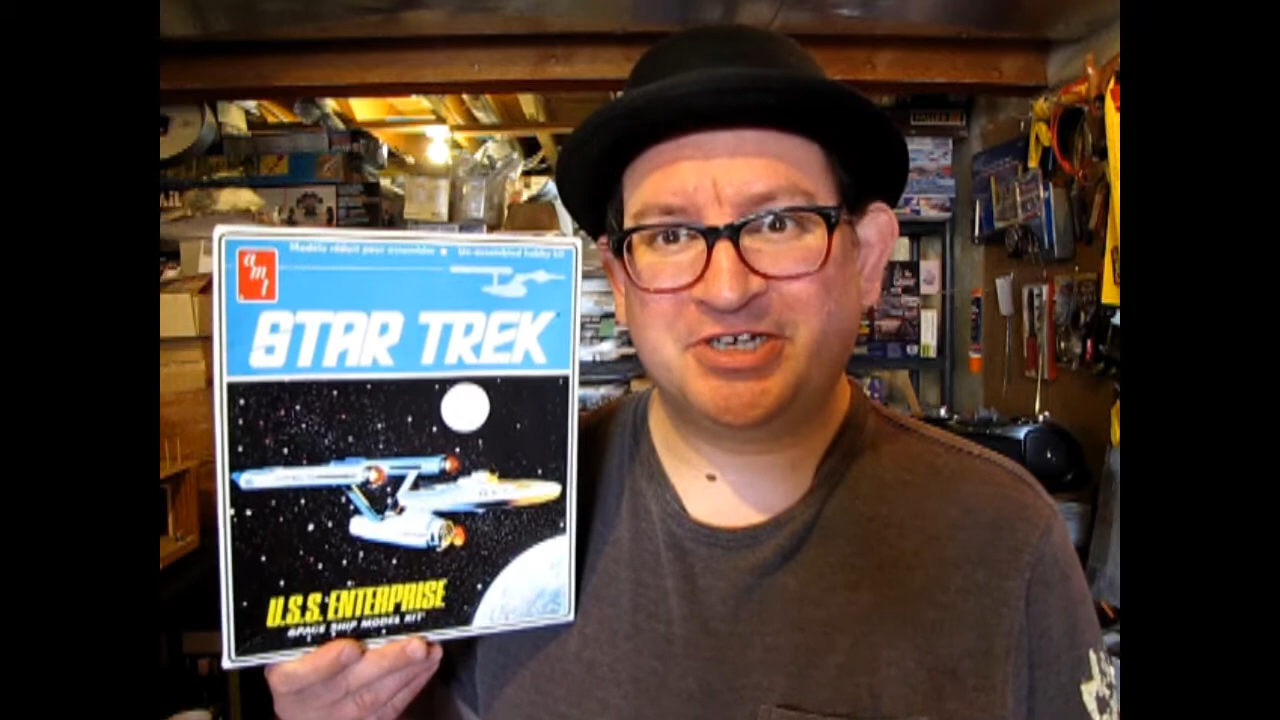 Modèle réduit pour assembler ■ Un-assembled hobby kit
amt
STAR TREK
U.S.S. ENTERPRISE
SPACE SHIP MODEL KIT